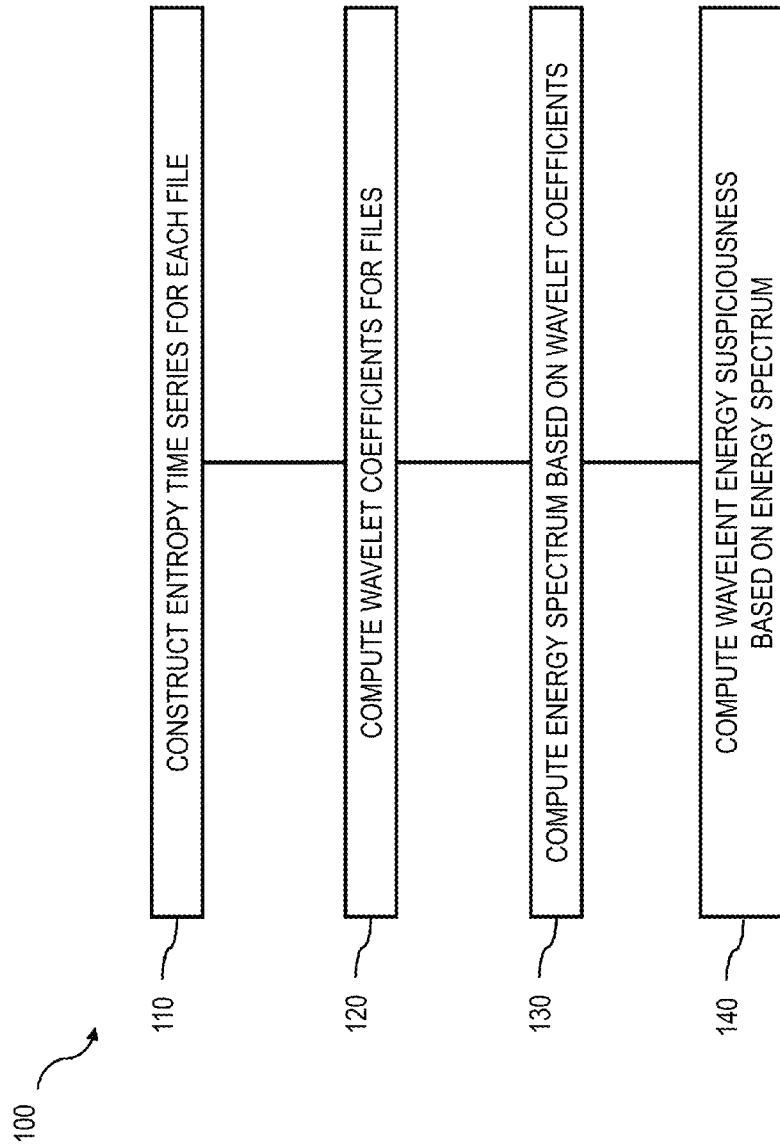 100
110
CONSTRUCT ENTROPY TIME SERIES FOR EACH FILE
120
COMPUTE WAVELET COEFFICIENTS FOR FILES
130
COMPUTE ENERGY SPECTRUM BASED ON WAVELET COEFFICIENTS
140
COMPUTE WAVELENT ENERGY SUSPICIOUSNESS
BASED ON ENERGY SPECTRUM